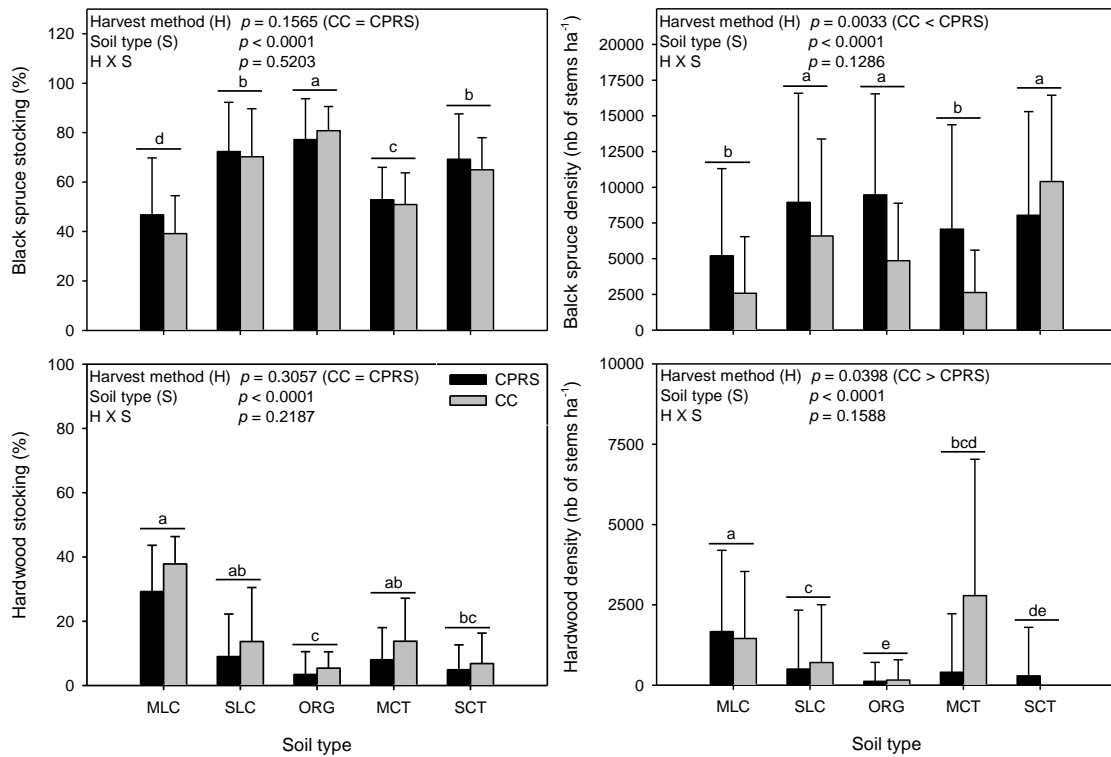 Harvest method (H) p = 0.1565 (CC = CPRS)
Soil type (S) p < 0.0001
H X S p = 0.5203
Black spruce stocking (%)
120
100
80
60
40
20
0
d
b
a
c
b
Harvest method (H) p = 0.0033 (CC < CPRS)
Soil type (S) p < 0.0001
H X S p = 0.1286
Balck spruce density (nb of stems ha-1)
20000
17500
15000
12500
10000
7500
5000
2500
0
b
a
a
b
a
Harvest method (H) p = 0.3057 (CC = CPRS)
Soil type (S) p < 0.0001
H X S p = 0.2187
CPRS
CC
Hardwood stocking (%)
100
80
60
40
20
0
a
ab
c
ab
bc
MLC SLC ORG MCT SCT
Soil type
Harvest method (H) p = 0.0398 (CC > CPRS)
Soil type (S) p < 0.0001
H X S p = 0.1588
Hardwood density (nb of stems ha-1)
10000
7500
5000
2500
0
a
c
e
bcd
de
MLC SLC ORG MCT SCT
Soil type